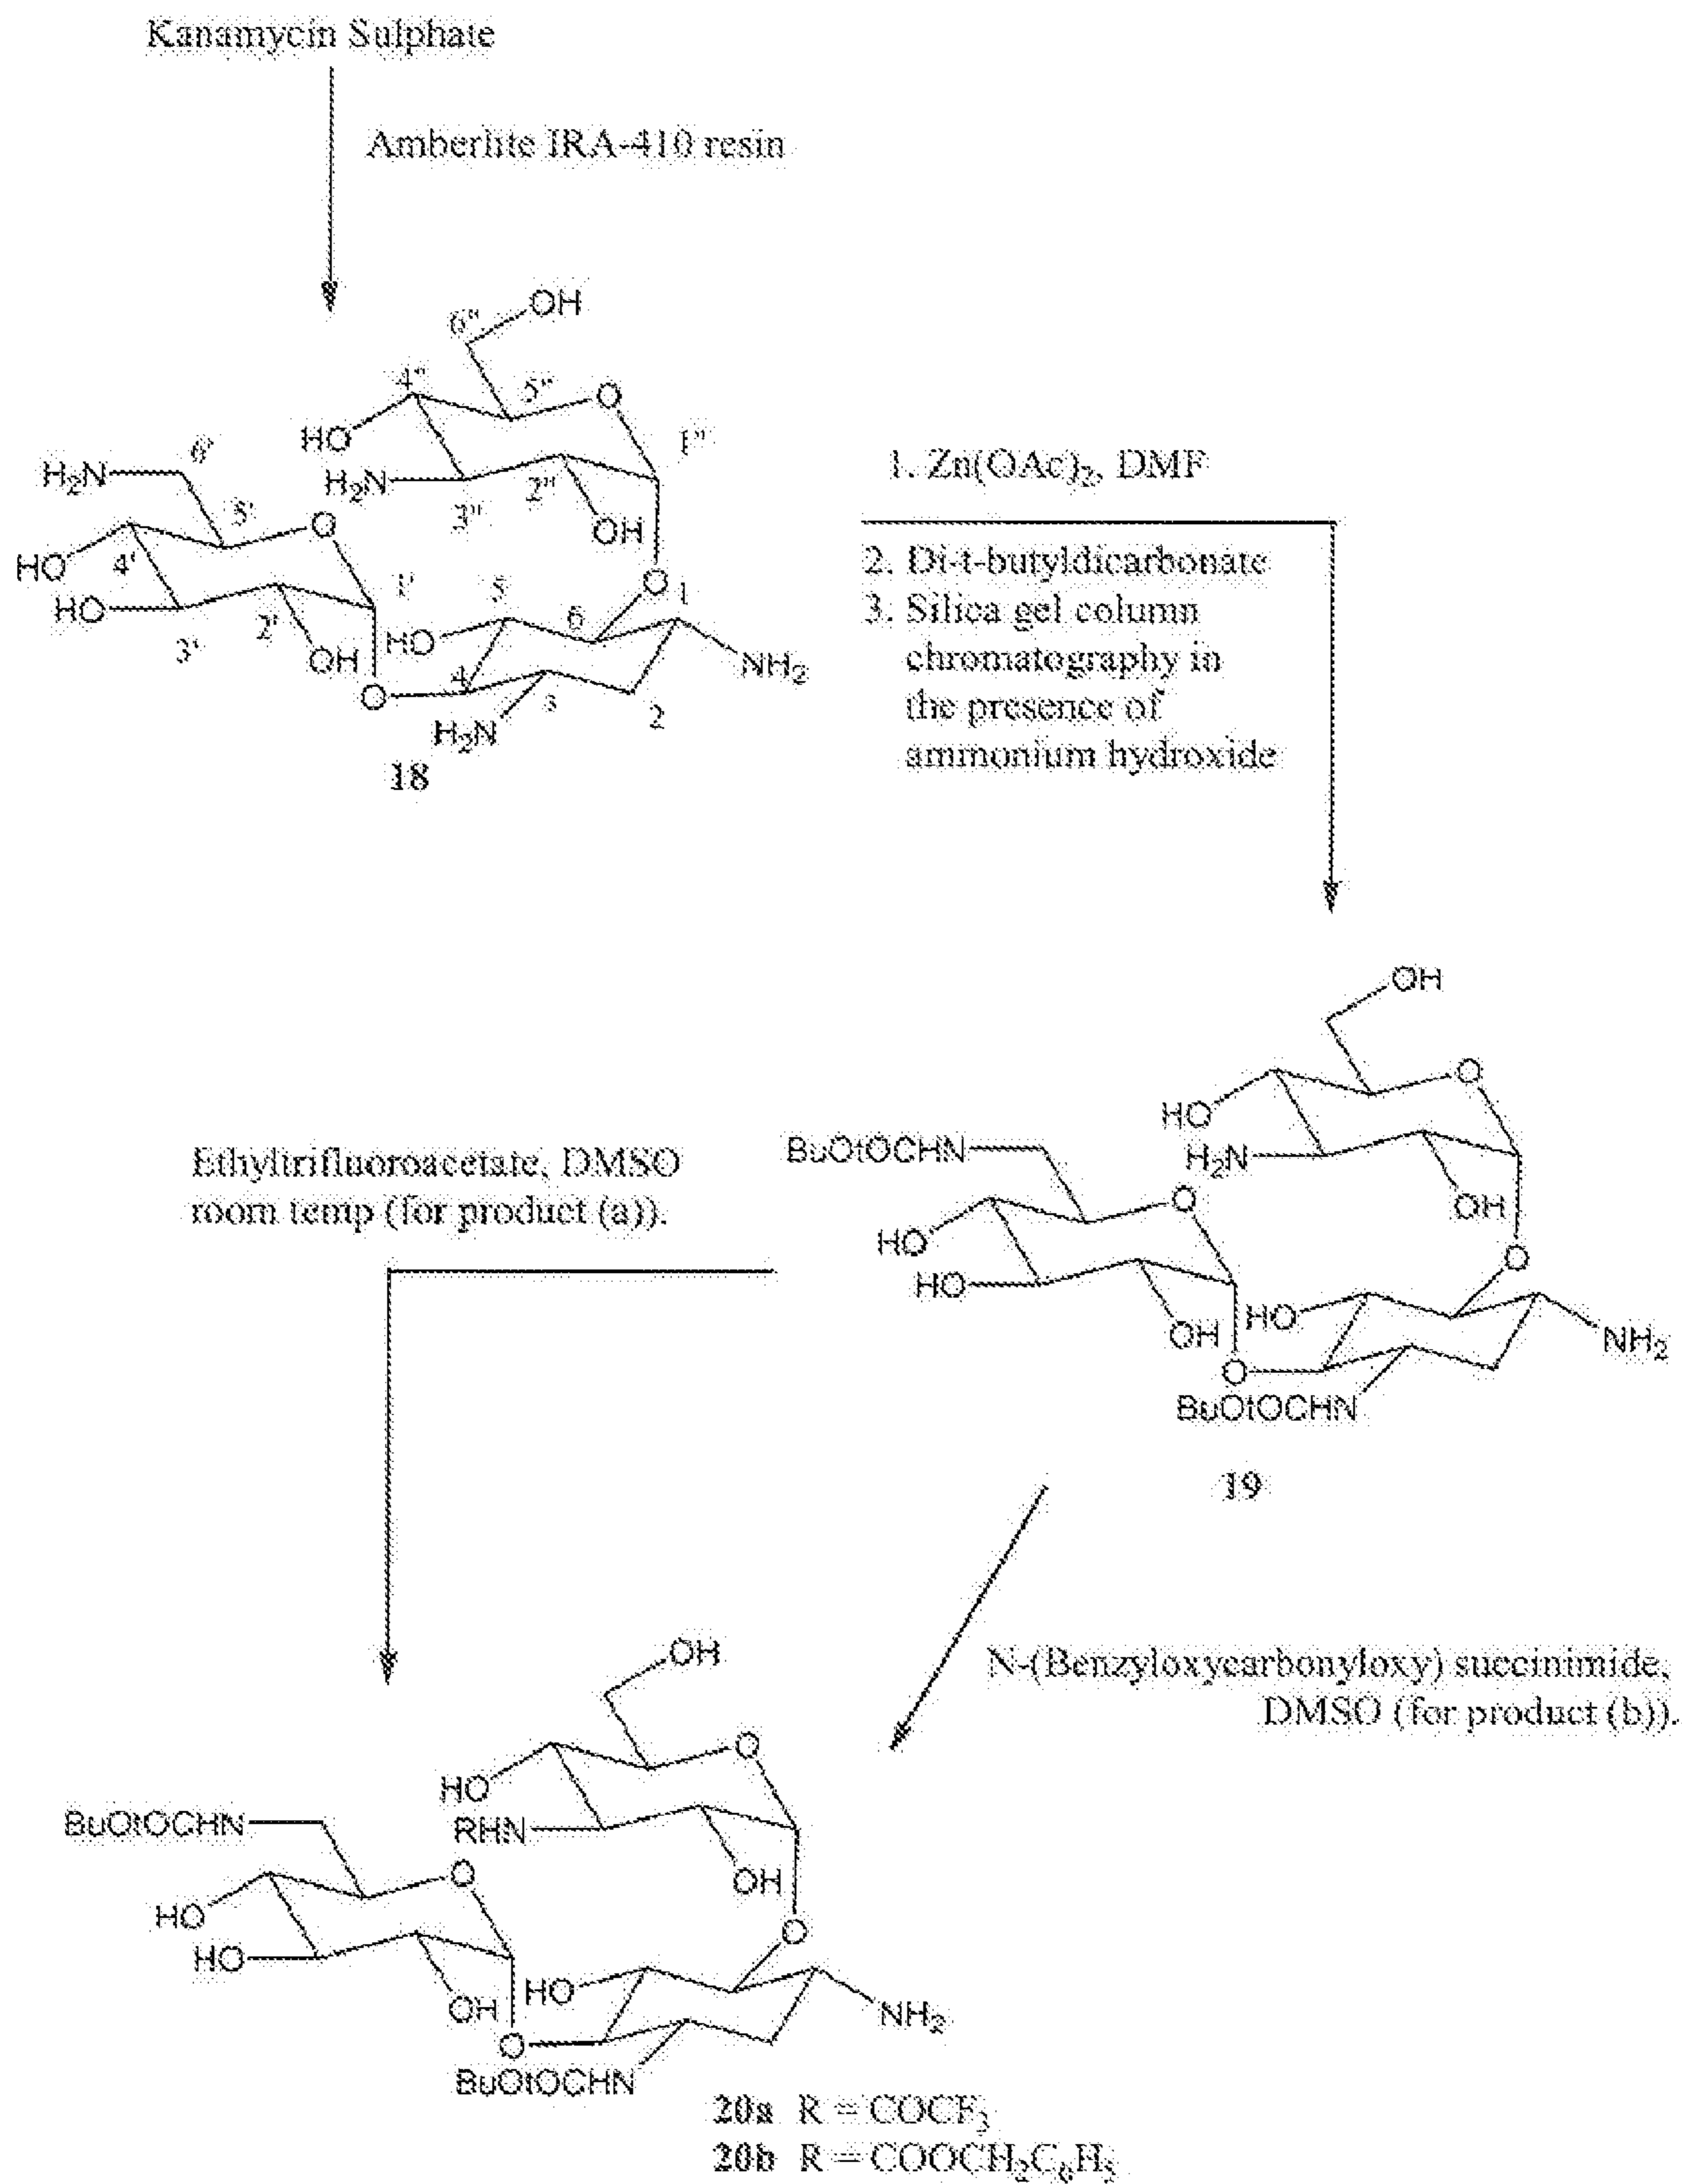 Kanamycin Sulphate
Amberlite IRA-410 resin
OH
6"
4"
5"
O
HO
1"
H₂N
6'
H₂N
2"
3"
OH
5'
O
HO
4'
HO
1'
O
1
5
6
2'
3'
OH
HO
NH₂
O
4
3
2
H₂N
18
1. Zn(OAc)₂, DMF
2. Di-t-butyldicarbonate
3. Silica gel column
chromatography in
the presence of
ammonium hydroxide
OH
O
HO
BuOtOCHN
H₂N
O
OH
HO
O
HO
HO
OH
NH₂
O
BuOtOCHN
19
Ethyltrifluoroacetate, DMSO
room temp (for product (a)).
N-(Benzyloxycarbonyloxy) succinimide,
DMSO (for product (b)).
OH
O
HO
BuOtOCHN
RHN
O
OH
HO
O
HO
HO
OH
NH₂
O
BuOtOCHN
20a R = COCF₃
20b R = COOCH₂C₆H₅